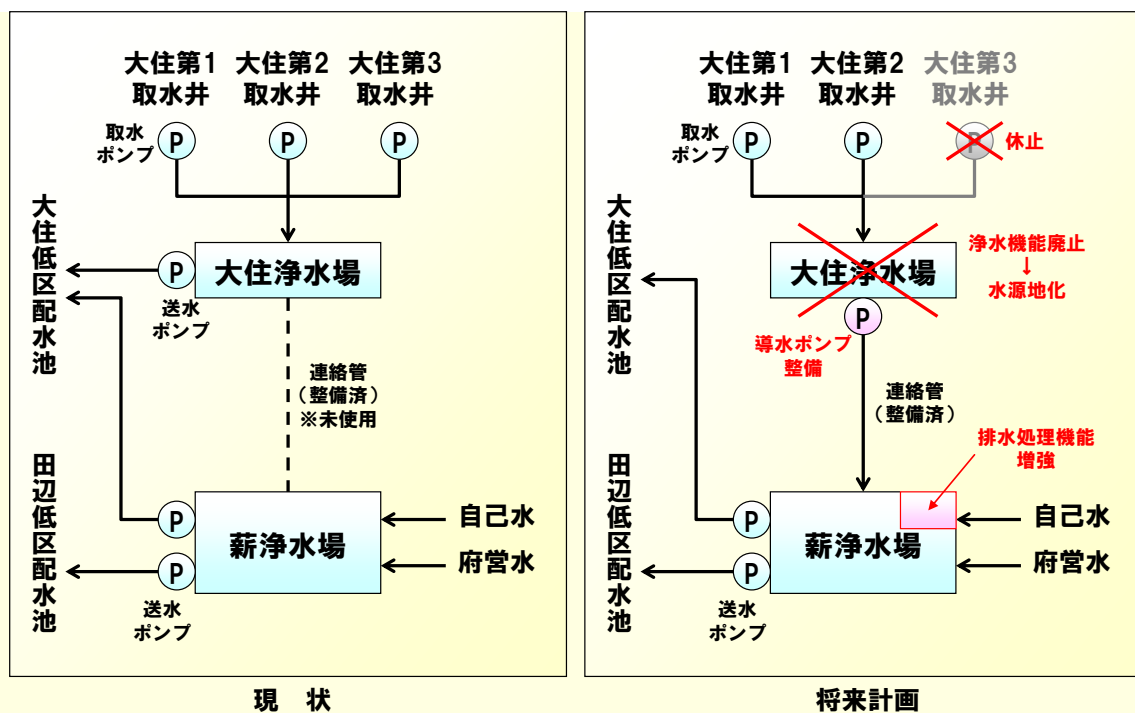 大住第1
取水井
大住第2
取水井
大住第3
取水井
取水
ポンプ
P
P
P
大住低区配水池
P
大住浄水場
送水
ポンプ
連絡管
（整備済）
※未使用
田辺低区配水池
P
薪浄水場
自己水
P
府営水
送水
ポンプ
現　状
大住第1
取水井
大住第2
取水井
大住第3
取水井
取水
ポンプ
P
P
P
休止
大住低区配水池
大住浄水場
浄水機能廃止
↓
水源地化
P
導水ポンプ
整備
連絡管
（整備済）
排水処理機能
増強
田辺低区配水池
P
薪浄水場
自己水
P
府営水
送水
ポンプ
将来計画